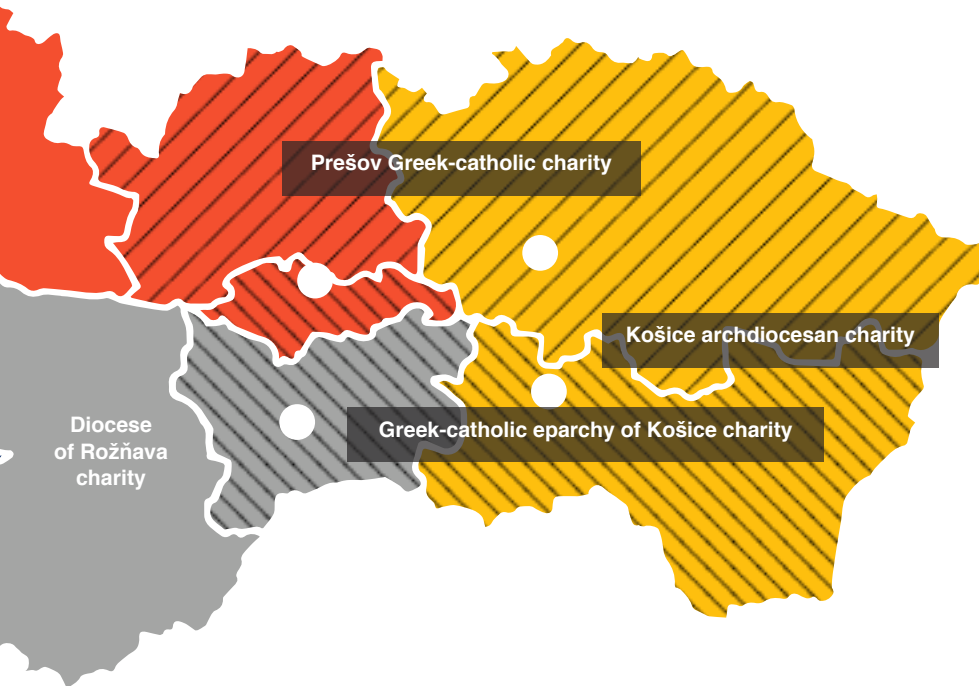 Prešov Greek-catholic charity
Košice archdiocesan charity
Greek-catholic eparchy of Košice charity
Diocese
of Rožňava
charity